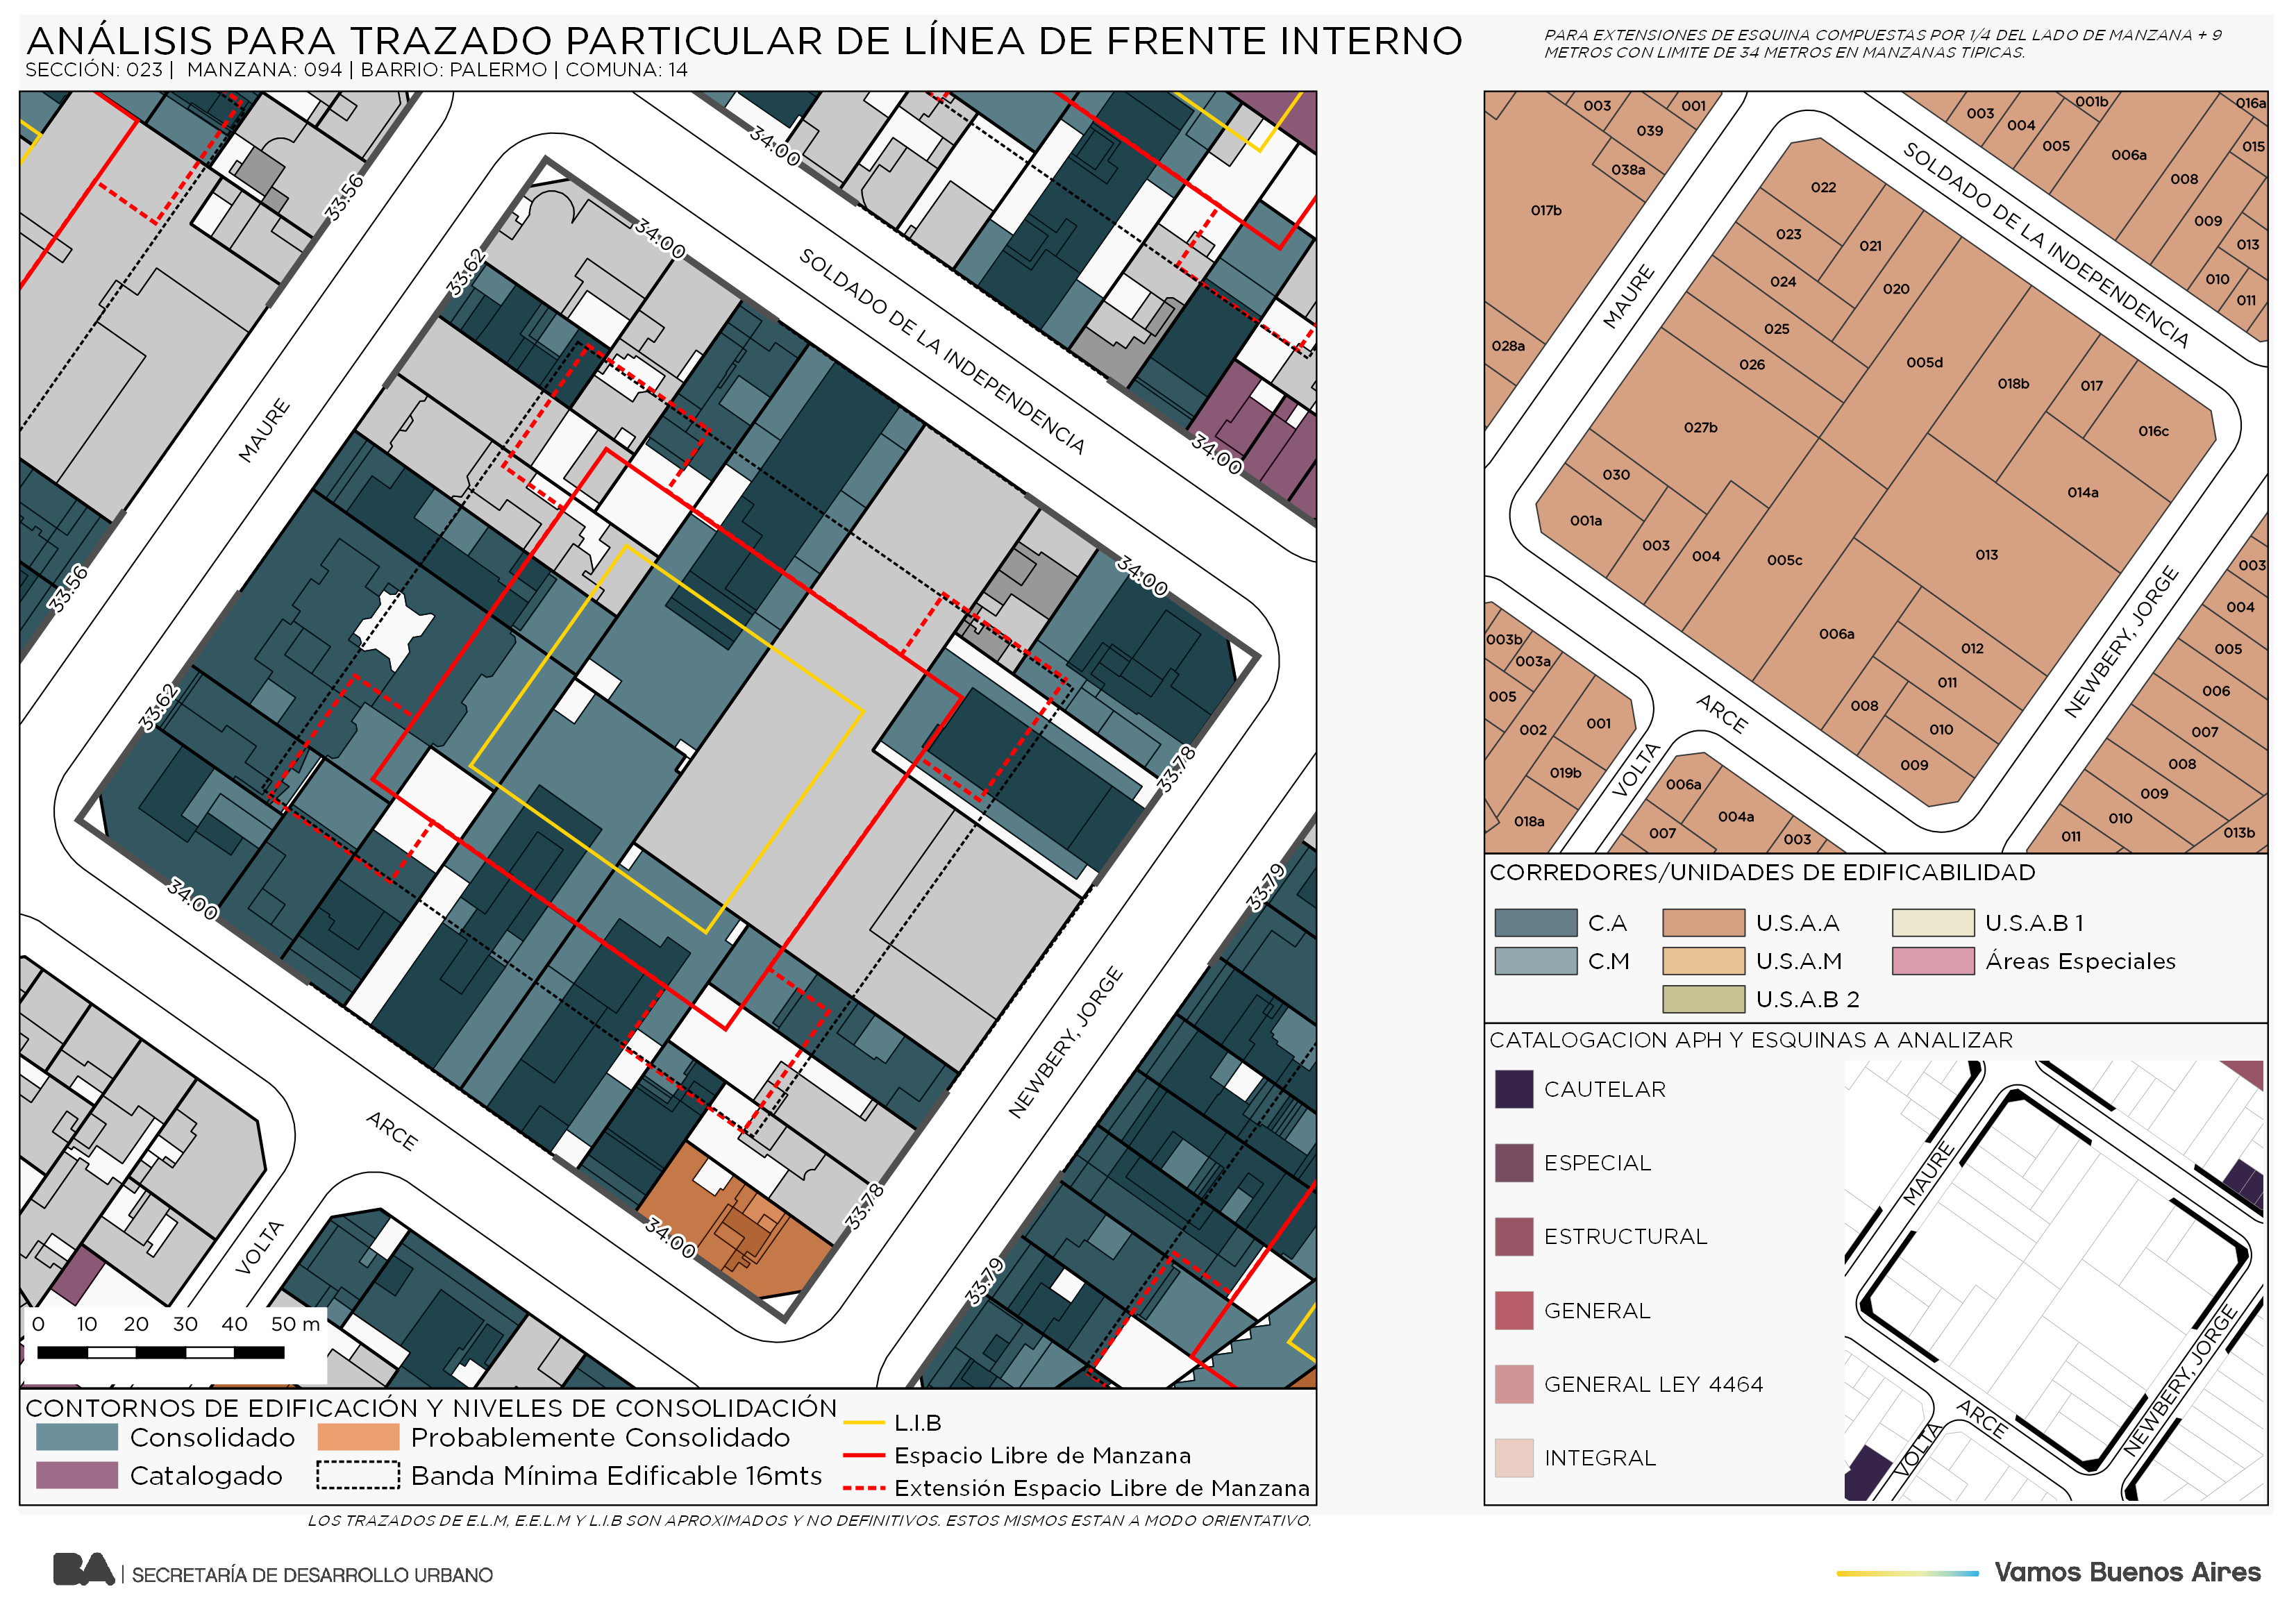 ANÁLISIS PARA TRAZADO PARTICULAR DE LÍNEA DE FRENTE INTERNO
SECCIÓN: 023 | MANZANA: 094 | BARRIO: PALERMO | COMUNA: 14
PARA EXTENSIONES DE ESQUINA COMPUESTAS POR 1/4 DEL LADO DE MANZANA + 9
METROS CON LIMITE DE 34 METROS EN MANZANAS TIPICAS.
34.00
33.56
34.00
33.62
SOLDADO DE LA INDEPENDENCIA
MAURE
34.00
34.00
33.56
33.62
33.78
34.00
33.79
NEWBERY, JORGE
ARCE
33.78
34.00
VOLTA
33.79
0 10 20 30 40 50 m
CONTORNOS DE EDIFICACIÓN Y NIVELES DE CONSOLIDACIÓN
Consolidado
Probablemente Consolidado
Catalogado
Banda Mínima Edificable 16mts
L.I.B
Espacio Libre de Manzana
Extensión Espacio Libre de Manzana
LOS TRAZADOS DE E.L.M, E.E.L.M Y L.I.B SON APROXIMADOS Y NO DEFINITIVOS. ESTOS MISMOS ESTAN A MODO ORIENTATIVO.
003
001
039
038a
017b
028a
003
004
005
001b
006a
016a
015
008
009
013
010
011
SOLDADO DE LA INDEPENDENCIA
MAURE
022
023
021
024
020
025
026
005d
018b
017
016c
027b
014a
030
001a
003
004
005c
013
006a
012
011
008
010
009
NEWBERY, JORGE
ARCE
VOLTA
003b
003a
005
002
001
019b
018a
006a
004a
007
003
003
004
005
006
007
008
009
010
011
013b
CORREDORES/UNIDADES DE EDIFICABILIDAD
C.A
U.S.A.A
U.S.A.B 1
C.M
U.S.A.M
Áreas Especiales
U.S.A.B 2
CATALOGACION APH Y ESQUINAS A ANALIZAR
CAUTELAR
ESPECIAL
ESTRUCTURAL
GENERAL
GENERAL LEY 4464
INTEGRAL
MAURE
ARCE
VOLTA
NEWBERY, JORGE
BA | SECRETARÍA DE DESARROLLO URBANO
Vamos Buenos Aires